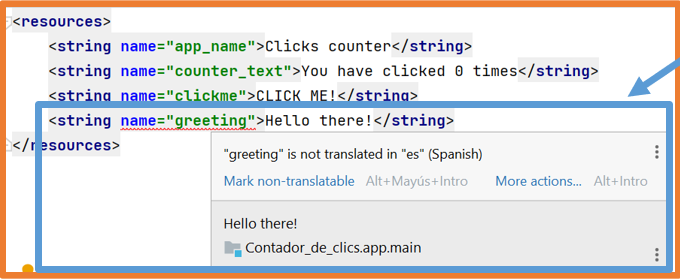 <resources>
<string name="app_name">Clicks counter</string>
<string name="counter_text">You have clicked 0 times</string>
<string name="clickme">CLICK ME!</string>
<string name="greeting">Hello there!</string>
</resources>
"greeting" is not translated in "es" (Spanish)
Mark non-translatable Alt+Mayús+Intro More actions... Alt+Intro
Hello there!
Contador_de_clics.app.main